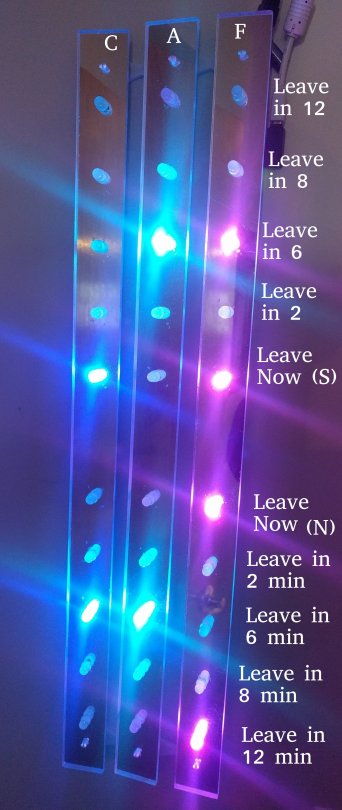 C A F
Leave
in 12
Leave
in 8
Leave
in 6
Leave
in 2
Leave
Now (S)
Leave
Now (N)
Leave in
2 min
Leave in
6 min
Leave in
8 min
Leave in
12 min